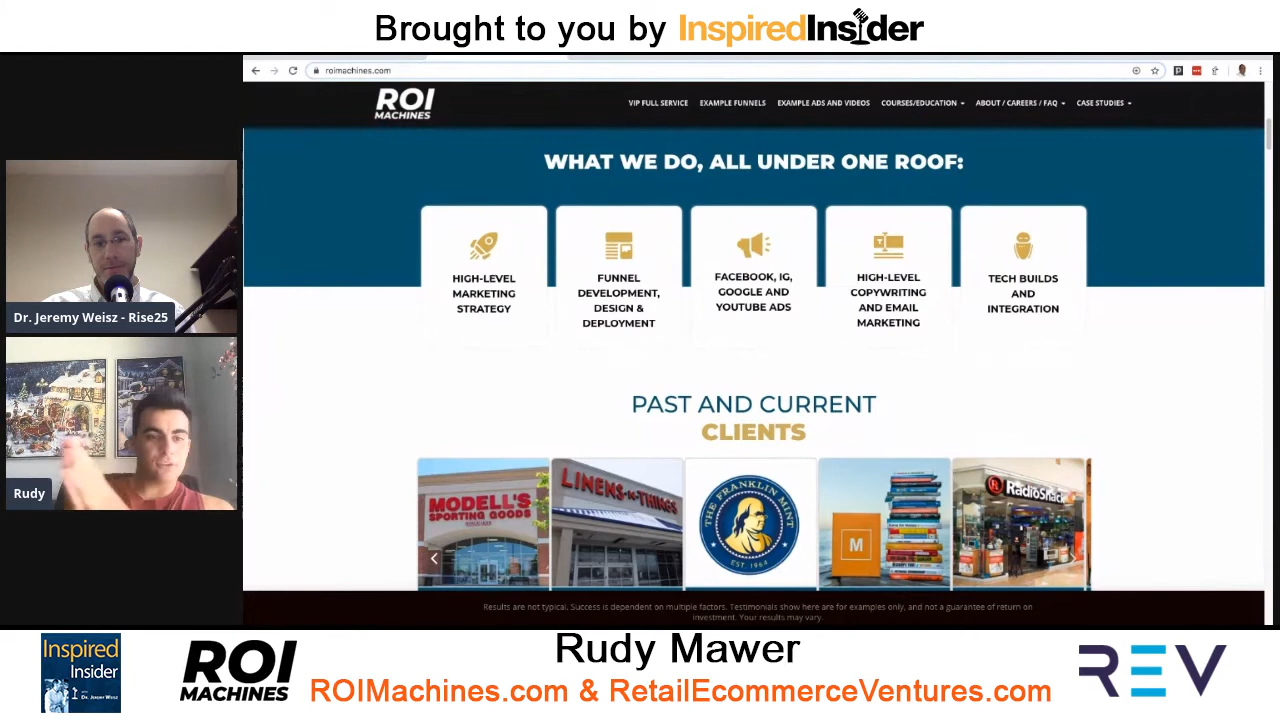 Brought to you by InspiredInsider
roimachines.com
ROI
MACHINES
VIP FULL SERVICE
EXAMPLE FUNNELS
EXAMPLE ADS AND VIDEOS
COURSES/EDUCATION
ABOUT / CAREERS / FAQ
CASE STUDIES
WHAT WE DO, ALL UNDER ONE ROOF:
HIGH-LEVEL
MARKETING
STRATEGY
FUNNEL
DEVELOPMENT,
DESIGN &
DEPLOYMENT
FACEBOOK, IG,
GOOGLE AND
YOUTUBE ADS
HIGH-LEVEL
COPYWRITING
AND EMAIL
MARKETING
TECH BUILDS
AND
INTEGRATION
Dr. Jeremy Weisz - Rise25
Rudy
PAST AND CURRENT
CLIENTS
MODELL'S
SPORTING GOODS
LINENS-N-THINGS
THE FRANKLIN MINT
EST. 1964
M
RadioShack
Results are not typical. Success is dependent on multiple factors. Testimonials show here are for examples only, and not a guarantee of return on
investment. Your results may vary.
Inspired
Insider
WITH Dr. Jeremy Weisz
ROI
MACHINES
Rudy Mawer
ROIMachines.com & RetailEcommerceVentures.com
REV